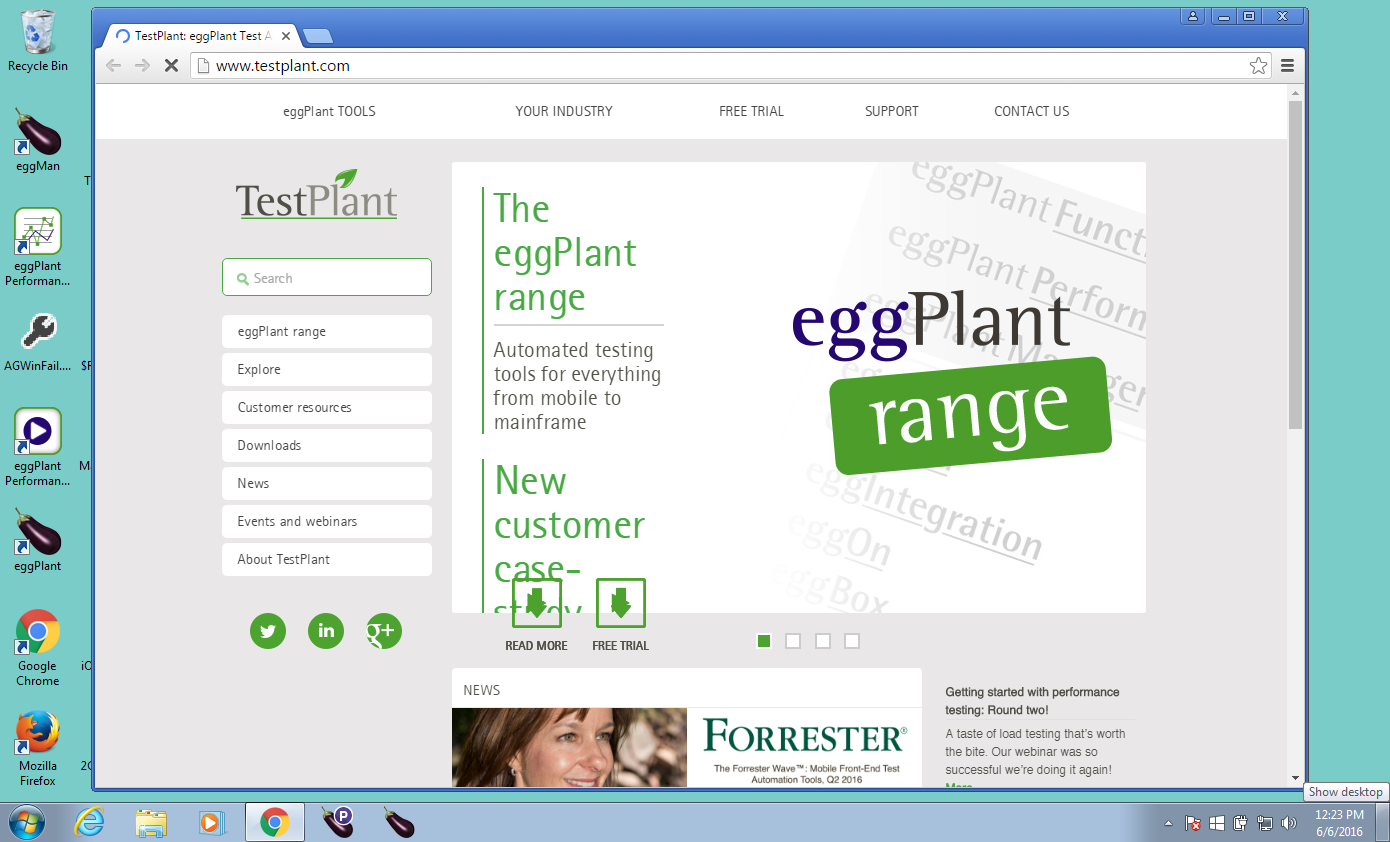 Recycle Bin
eggMan
eggPlant
Performan...
AGWinFail....
eggPlant
Performan...
eggPlant
Google
Chrome
Mozilla
Firefox
TestPlant: eggPlant Test A
www.testplant.com
eggPlant TOOLS
YOUR INDUSTRY
FREE TRIAL
SUPPORT
CONTACT US
TestPlant
Search
eggPlant range
Explore
Customer resources
Downloads
News
Events and webinars
About TestPlant
in
g+
The
eggPlant
range
Automated testing
tools for everything
from mobile to
mainframe
New
customer
case-
READ MORE
FREE TRIAL
eggPlant Functi
eggPlant Perform
eggPlant Manager
eggIntegration
eggOn
eggBox
eggPlant
range
NEWS
FORRESTER®
The Forrester Wave™: Mobile Front-End Test
Automation Tools, Q2 2016
Getting started with performance
testing: Round two!
A taste of load testing that's worth
the bite. Our webinar was so
successful we're doing it again!
Show desktop
P
12:23 PM
6/6/2016